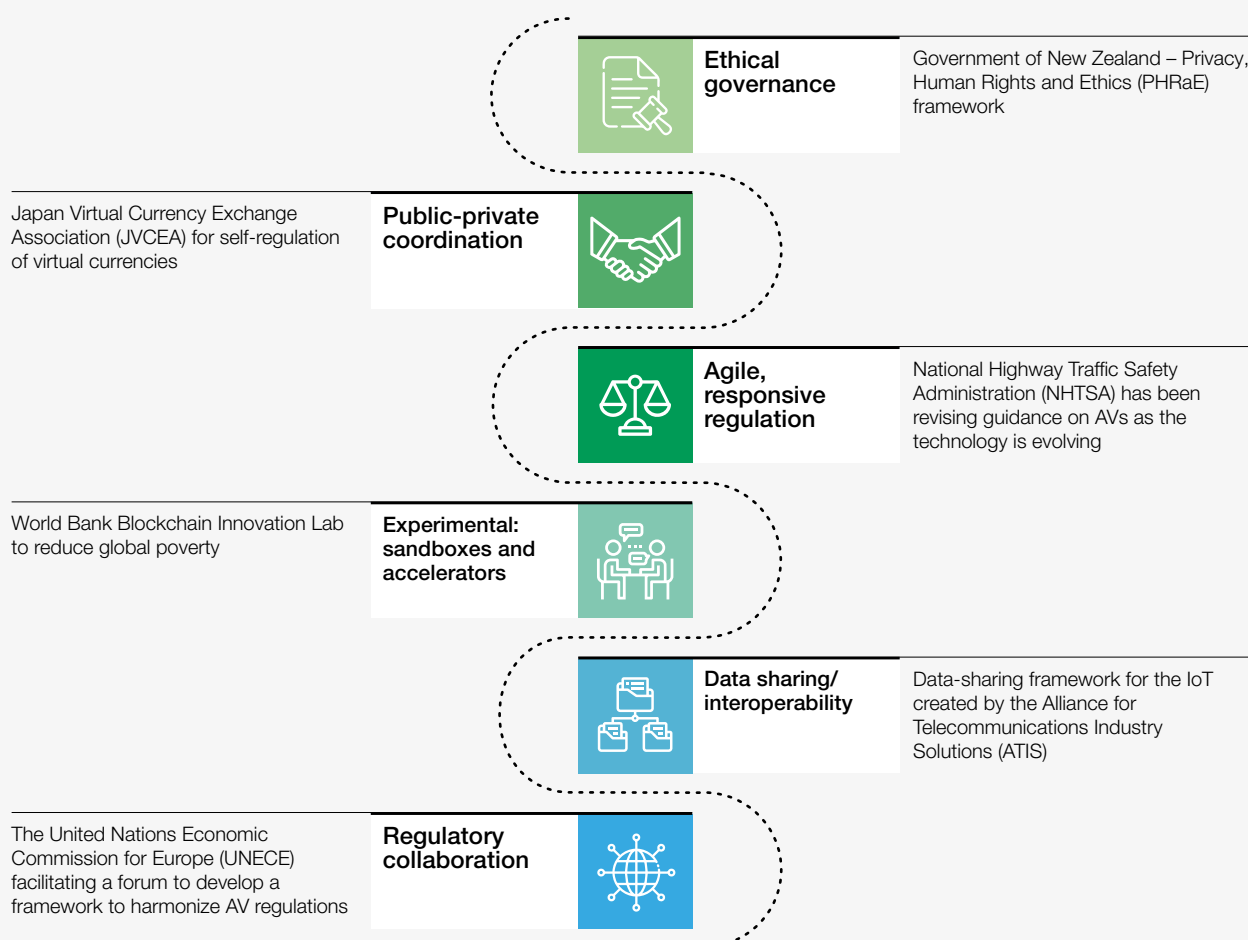 Ethical
governance
Government of New Zealand – Privacy,
Human Rights and Ethics (PHRaE)
framework
Japan Virtual Currency Exchange
Association (JVCEA) for self-regulation
of virtual currencies
Public-private
coordination
Agile,
responsive
regulation
National Highway Traffic Safety
Administration (NHTSA) has been
revising guidance on AVs as the
technology is evolving
World Bank Blockchain Innovation Lab
to reduce global poverty
Experimental:
sandboxes and
accelerators
Data sharing/
interoperability
Data-sharing framework for the IoT
created by the Alliance for
Telecommunications Industry
Solutions (ATIS)
The United Nations Economic
Commission for Europe (UNECE)
facilitating a forum to develop a
framework to harmonize AV regulations
Regulatory
collaboration